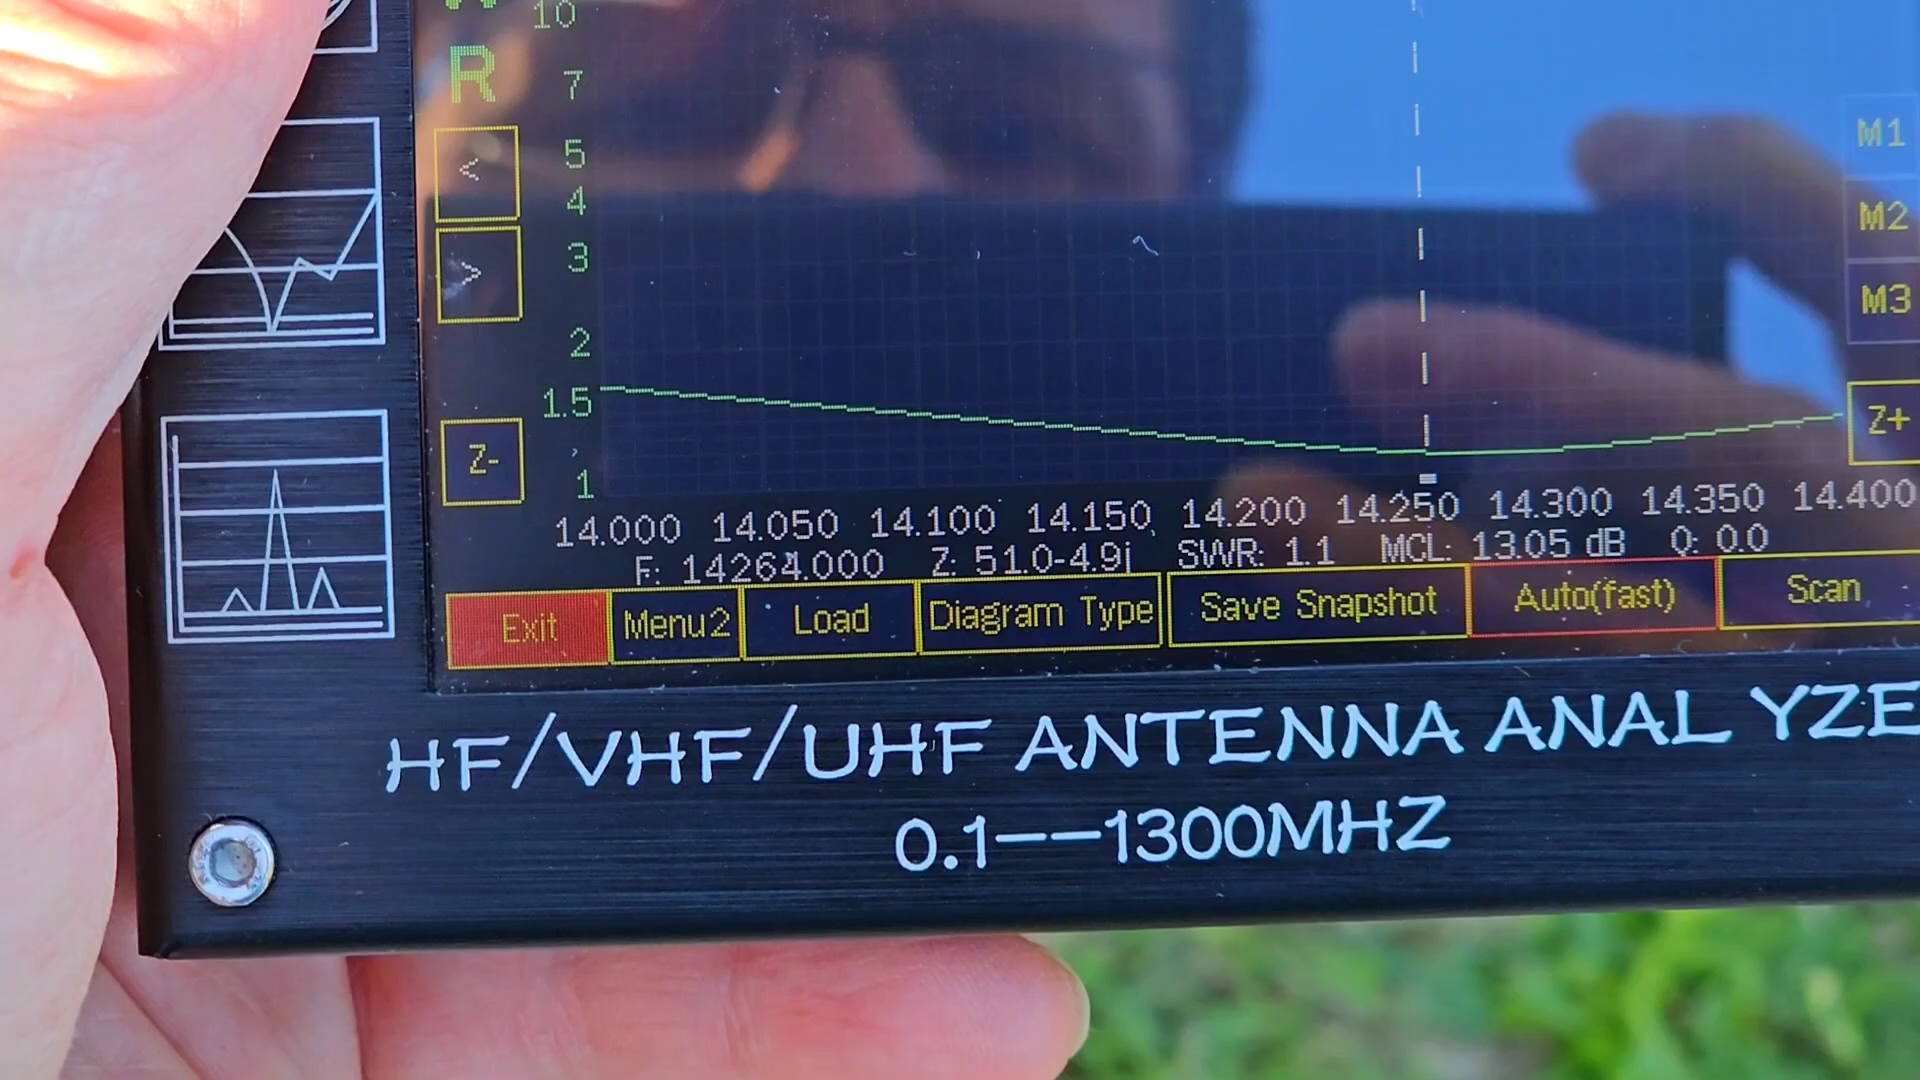 10
R
7
<
5
M1
4
M2
3
>
M3
2
1.5
Z-
Z+
1
14.000 14.050 14.100 14.150 14.200 14.250 14.300 14.350 14.400
F: 14264.000 Z: 51.0-4.9j SWR: 1.1 MCL: 13.05 dB Q: 0.0
Exit Menu2 Load Diagram Type Save Snapshot Auto(fast) Scan
HF/VHF/UHF ANTENNA ANALYZE
0.1--1300MHZ